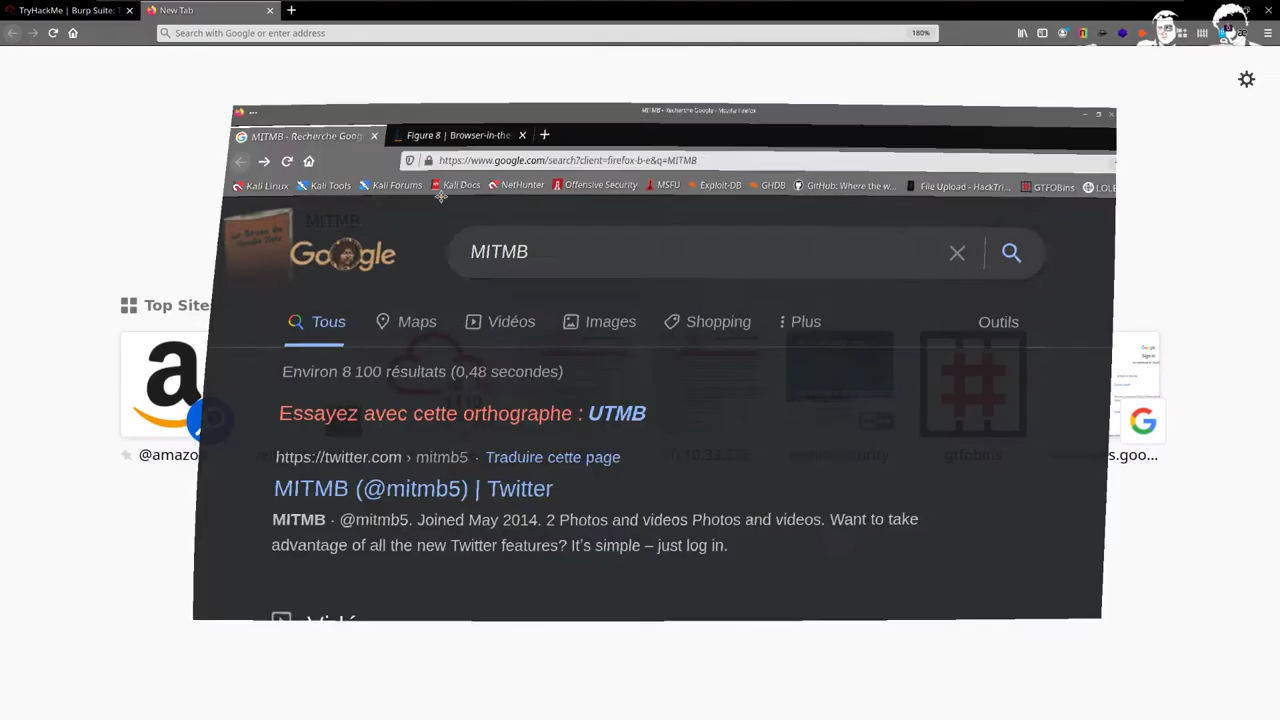 TryHackMe | Burp Suite: T
New Tab
Search with Google or enter address
180%
MITMB - Recherche Google - Mozilla Firefox
MITMB - Recherche Goog
Figure 8 | Browser-in-the-
https://www.google.com/search?client=firefox-b-e&q=MITMB
Kali Linux
Kali Tools
Kali Forums
Kali Docs
NetHunter
Offensive Security
MSFU
Exploit-DB
GHDB
GitHub: Where the w...
File Upload - HackTri...
GTFOBins
LOLB
MITMB
Google
MITMB
Tous
Maps
Vidéos
Images
Shopping
Plus
Outils
Top Site
Environ 8 100 résultats (0,48 secondes)
Essayez avec cette orthographe : UTMB
https://twitter.com › mitmb5 · Traduire cette page
@amazo
gtfobins
s.goo...
MITMB (@mitmb5) | Twitter
MITMB · @mitmb5. Joined May 2014. 2 Photos and videos Photos and videos. Want to take
advantage of all the new Twitter features? It's simple – just log in.